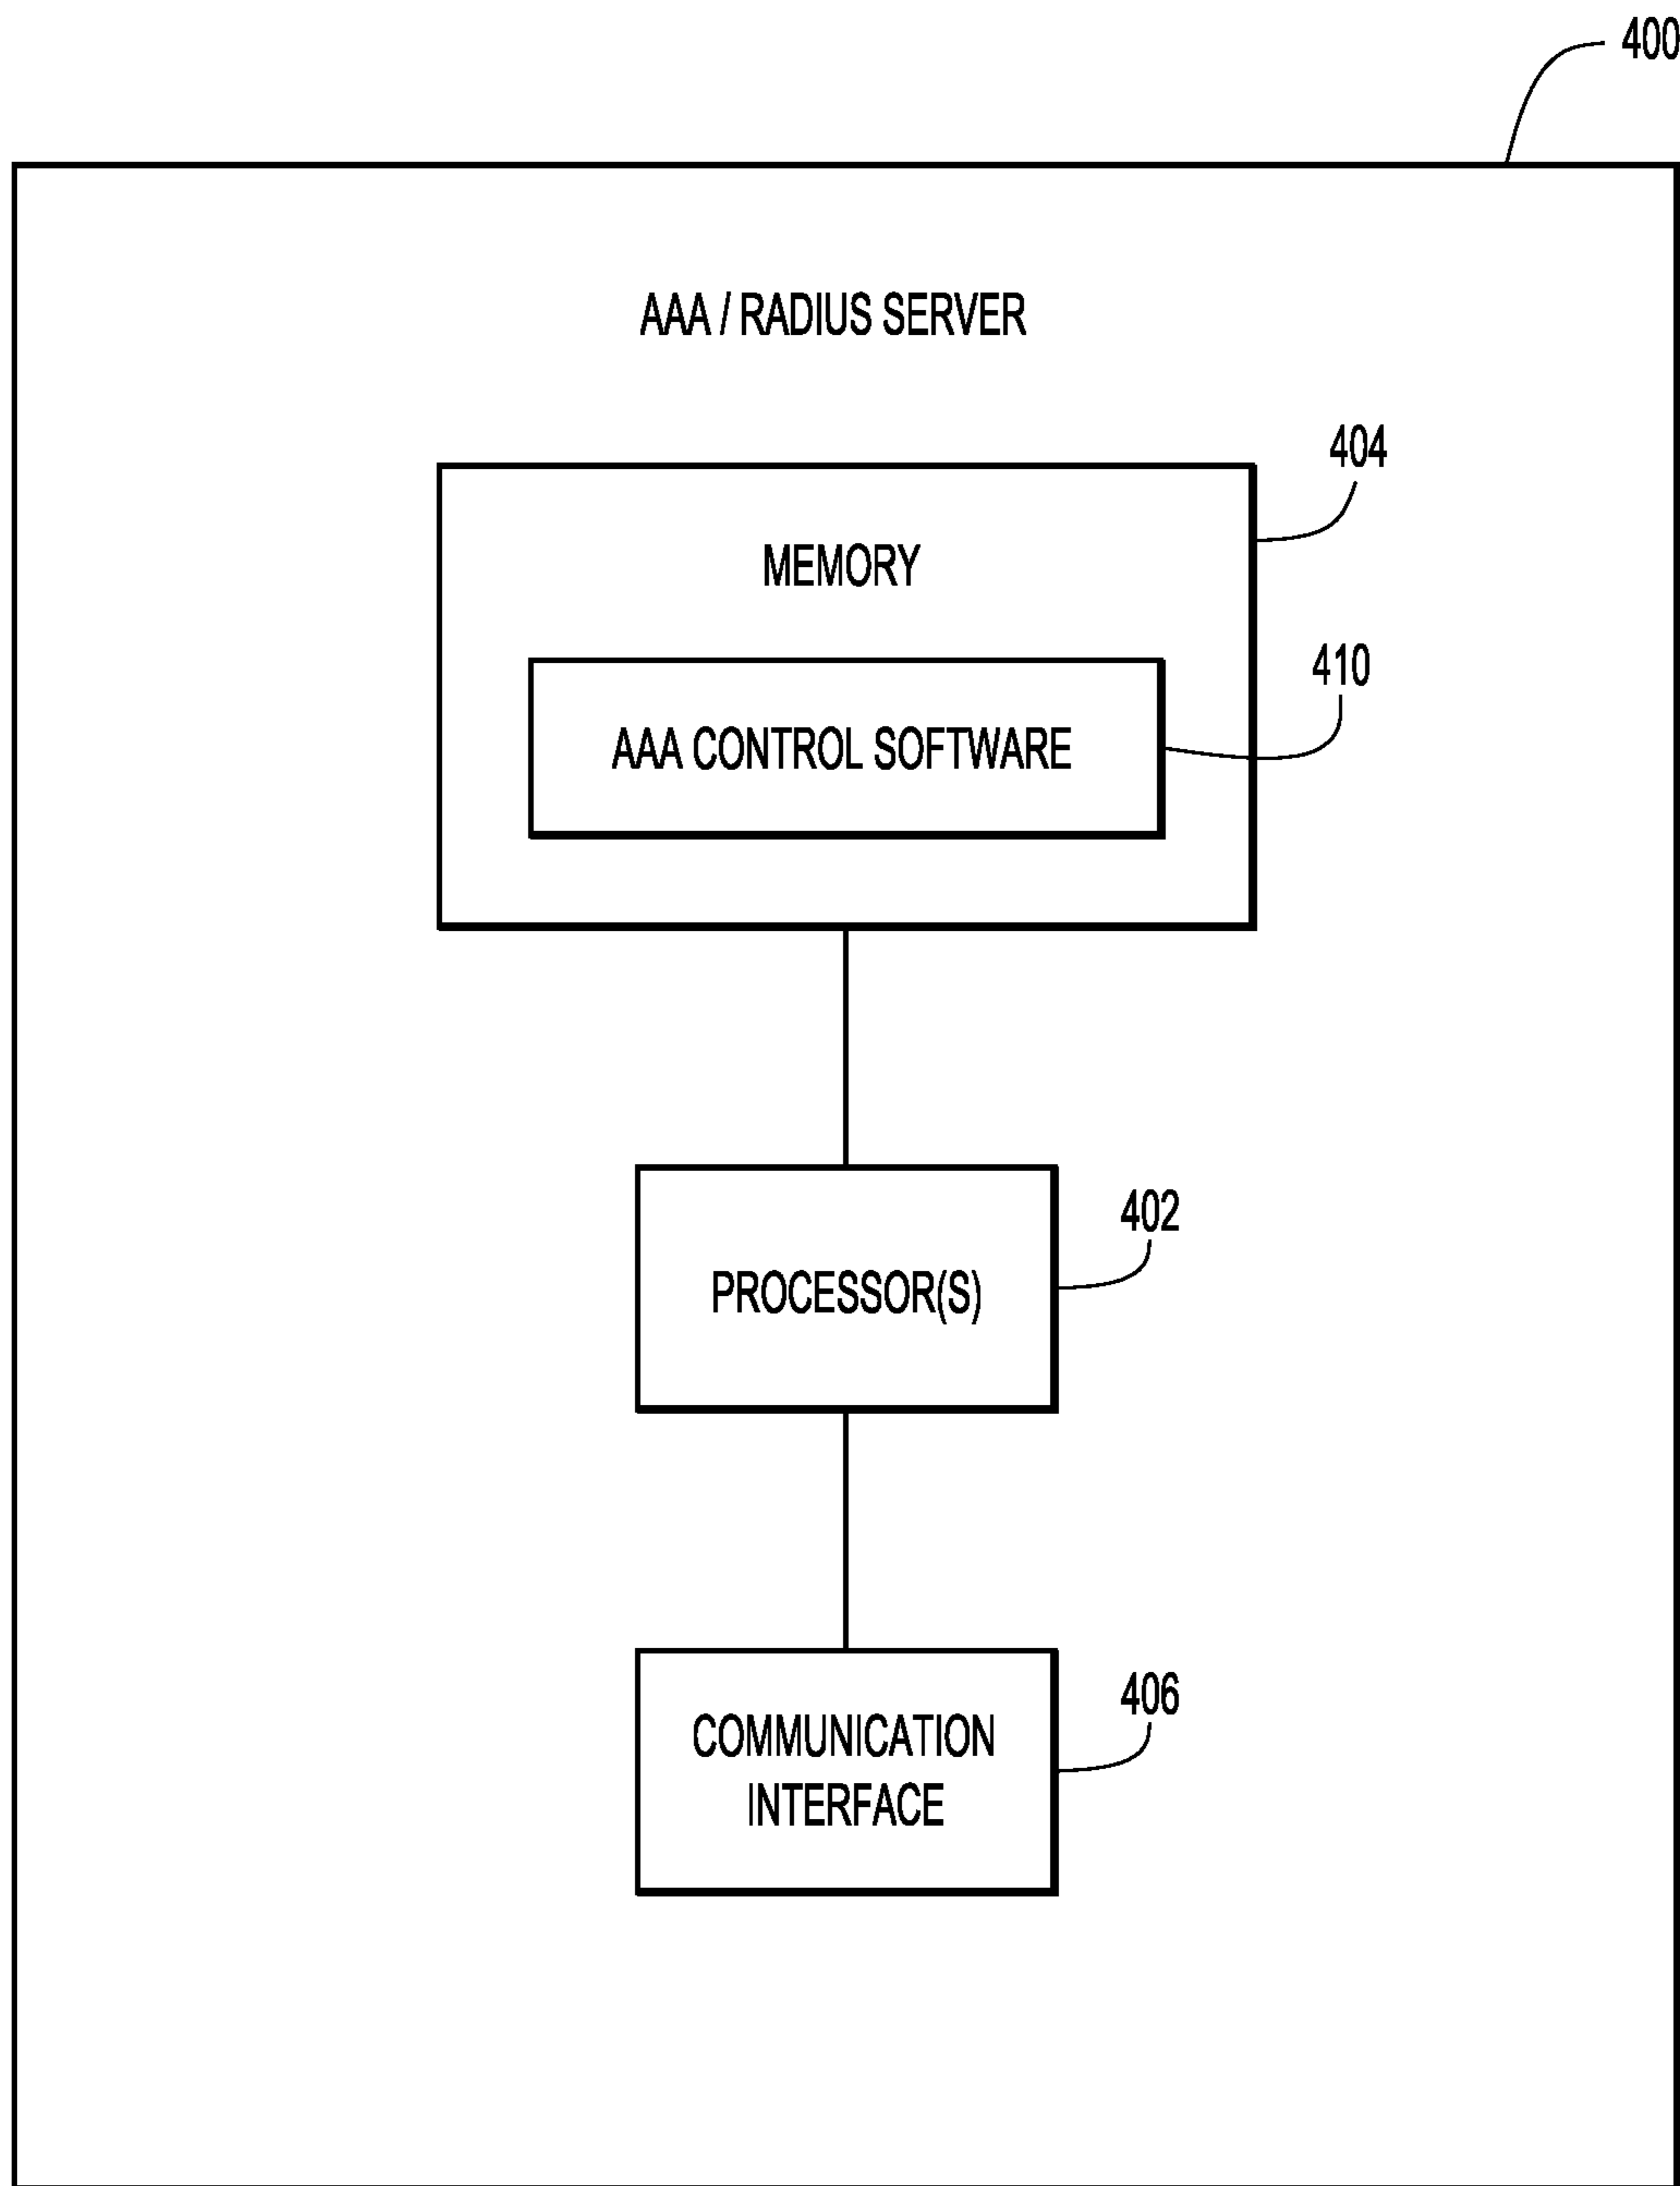 400
AAA / RADIUS SERVER
404
MEMORY
410
AAA CONTROL SOFTWARE
402
PROCESSOR(S)
406
COMMUNICATION
INTERFACE